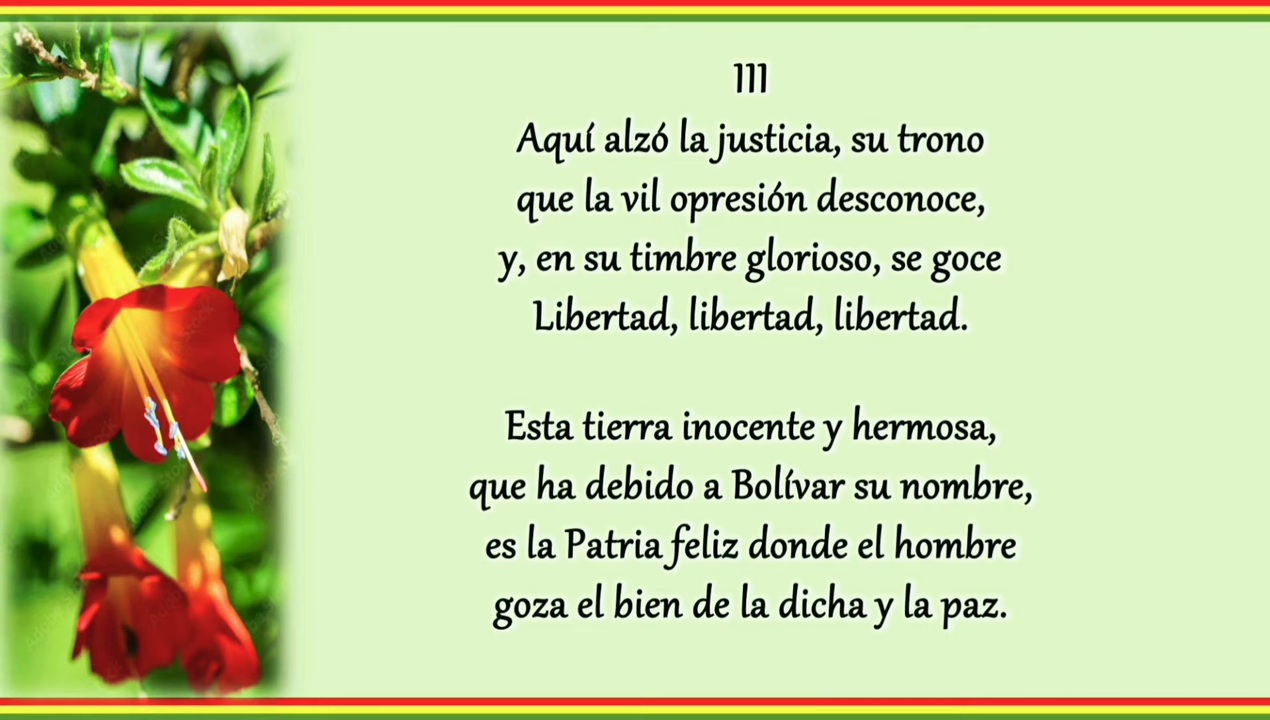 III
Aquí alzó la justicia, su trono
que la vil opresión desconoce,
y, en su timbre glorioso, se goce
Libertad, libertad, libertad.
Esta tierra inocente y hermosa,
que ha debido a Bolívar su nombre,
es la Patria feliz donde el hombre
goza el bien de la dicha y la paz.